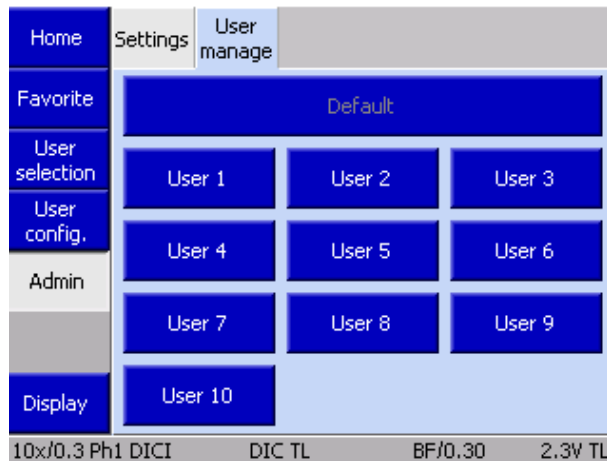 Home
Settings
User
manage
Favorite
Default
User
selection
User 1
User 2
User 3
User
config.
User 4
User 5
User 6
Admin
User 7
User 8
User 9
Display
User 10
10x/0.3 Ph1 DICI DIC TL BF/0.30 2.3V TL